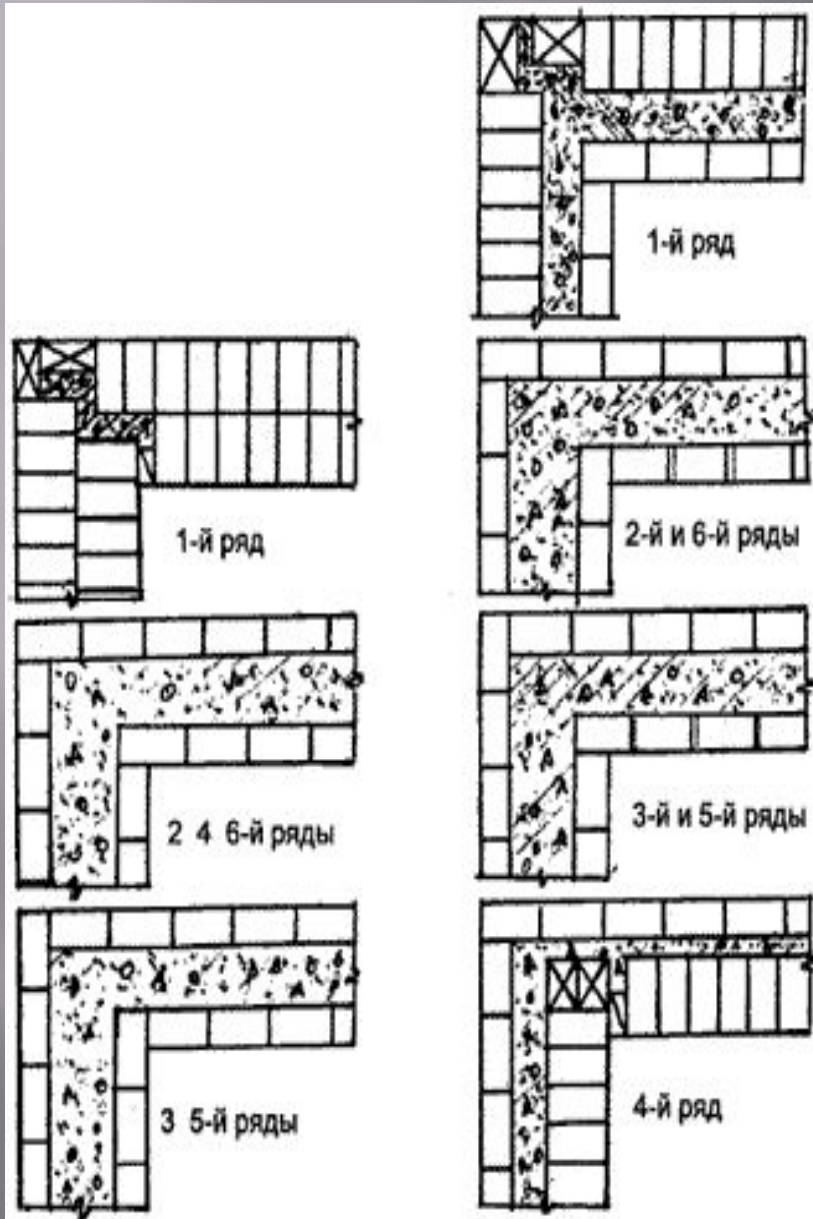 1-й ряд
2 4 6-й ряды
3 5-й ряды
1-й ряд
2-й и 6-й ряды
3-й и 5-й ряды
4-й ряд